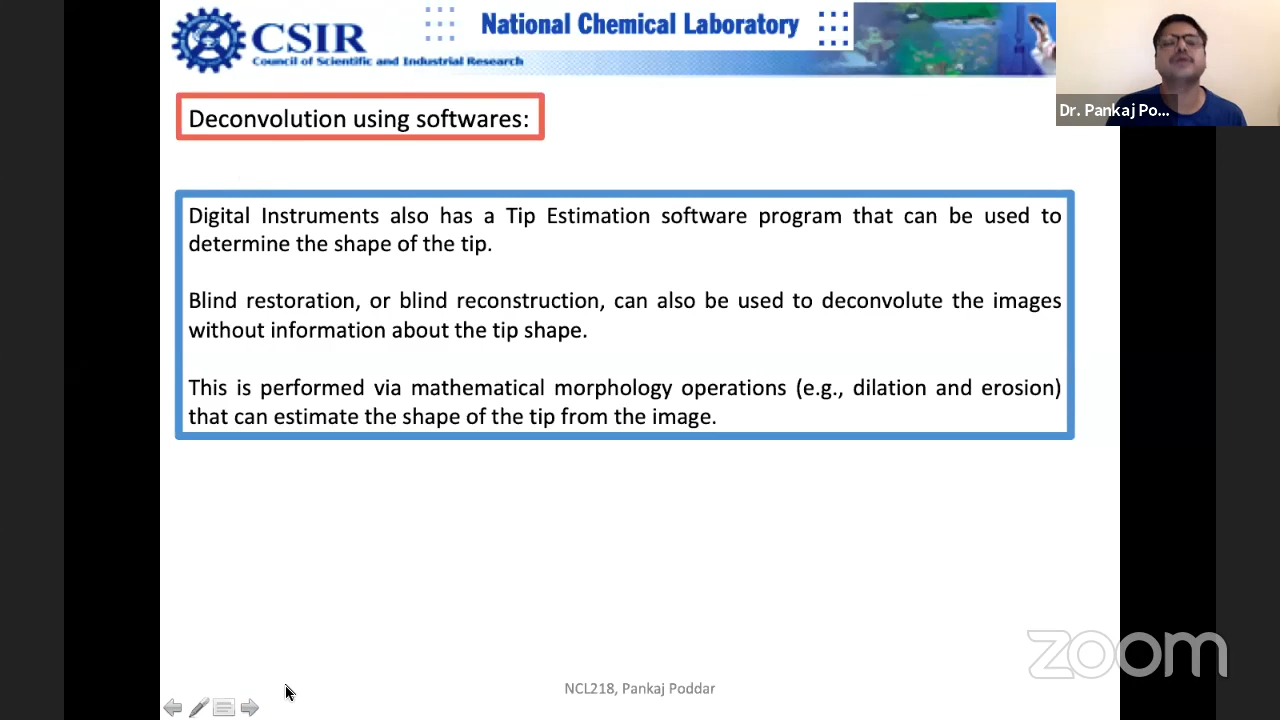 CSIR
Council of Scientific and Industrial Research
National Chemical Laboratory
Dr. Pankaj Po...
Deconvolution using softwares:
Digital Instruments also has a Tip Estimation software program that can be used to
determine the shape of the tip.
Blind restoration, or blind reconstruction, can also be used to deconvolute the images
without information about the tip shape.
This is performed via mathematical morphology operations (e.g., dilation and erosion)
that can estimate the shape of the tip from the image.
zoom
NCL218, Pankaj Poddar